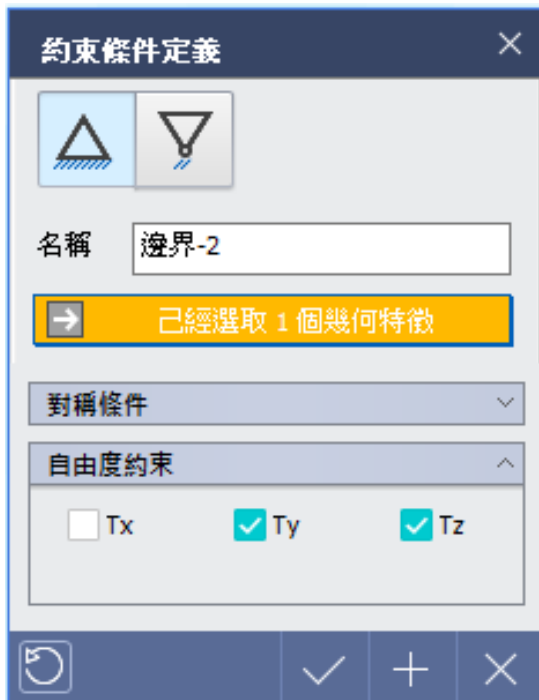 約束條件定義
名稱
邊界-2
已經選取 1 個幾何特徵
對稱條件
自由度約束
Tx Ty Tz